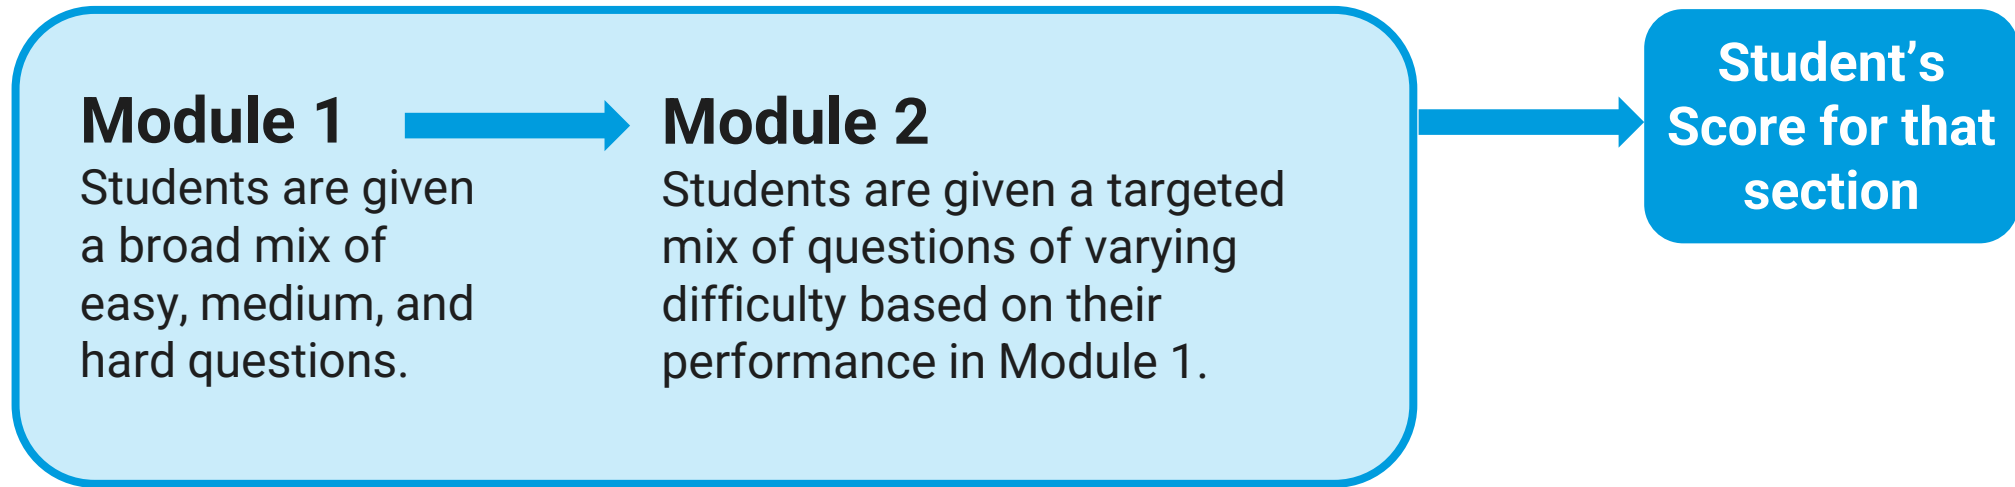 Module 1
Students are given
a broad mix of
easy, medium, and
hard questions.
Module 2
Students are given a targeted
mix of questions of varying
difficulty based on their
performance in Module 1.
Student’s
Score for that
section